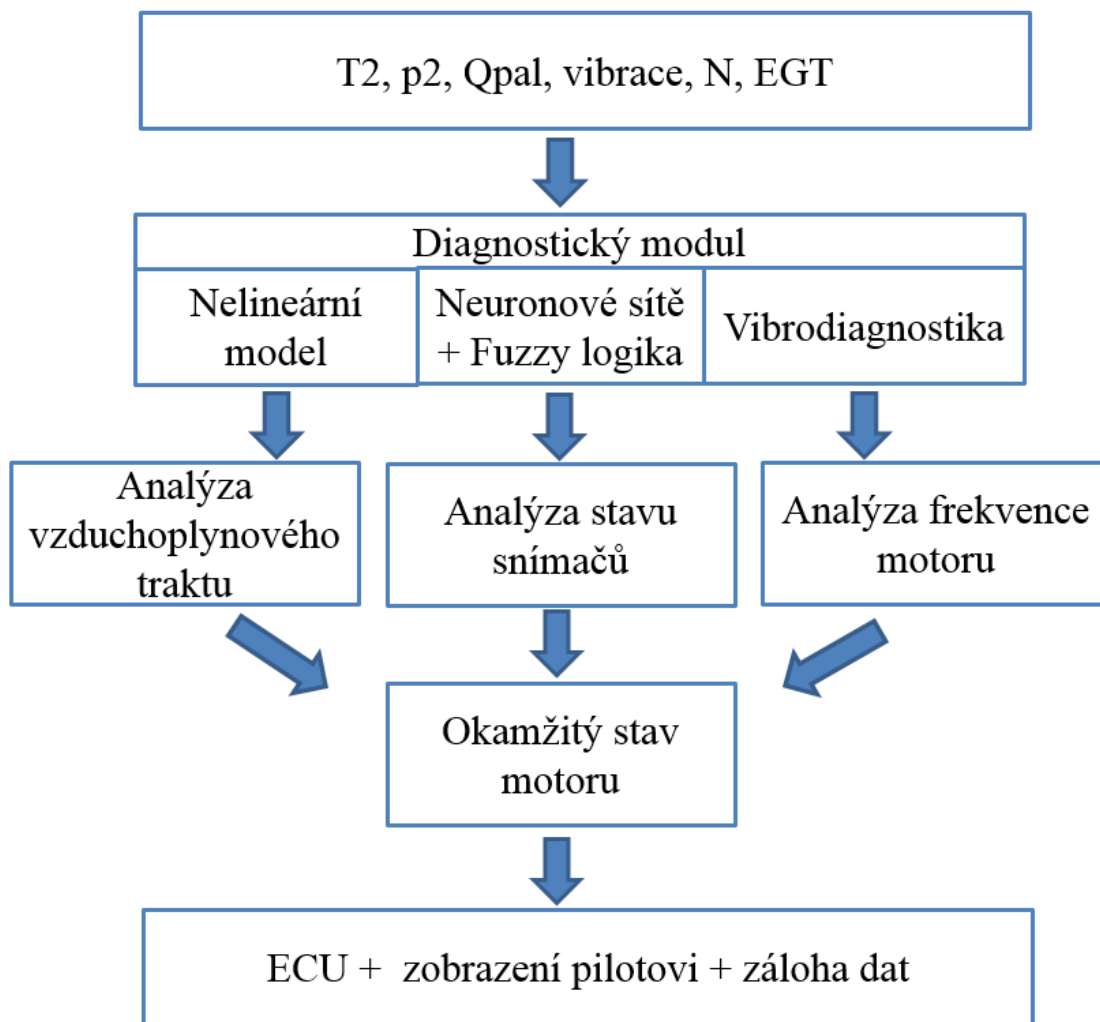 T2, p2, Qpal, vibrace, N, EGT
Diagnostický modul
Nelineární
model
Neuronové sítě
+ Fuzzy logika
Vibrodiagnostika
Analýza
vzduchoplynového
traktu
Analýza stavu
snímačů
Analýza frekvence
motoru
Okamžitý stav
motoru
ECU + zobrazení pilotovi + záloha dat